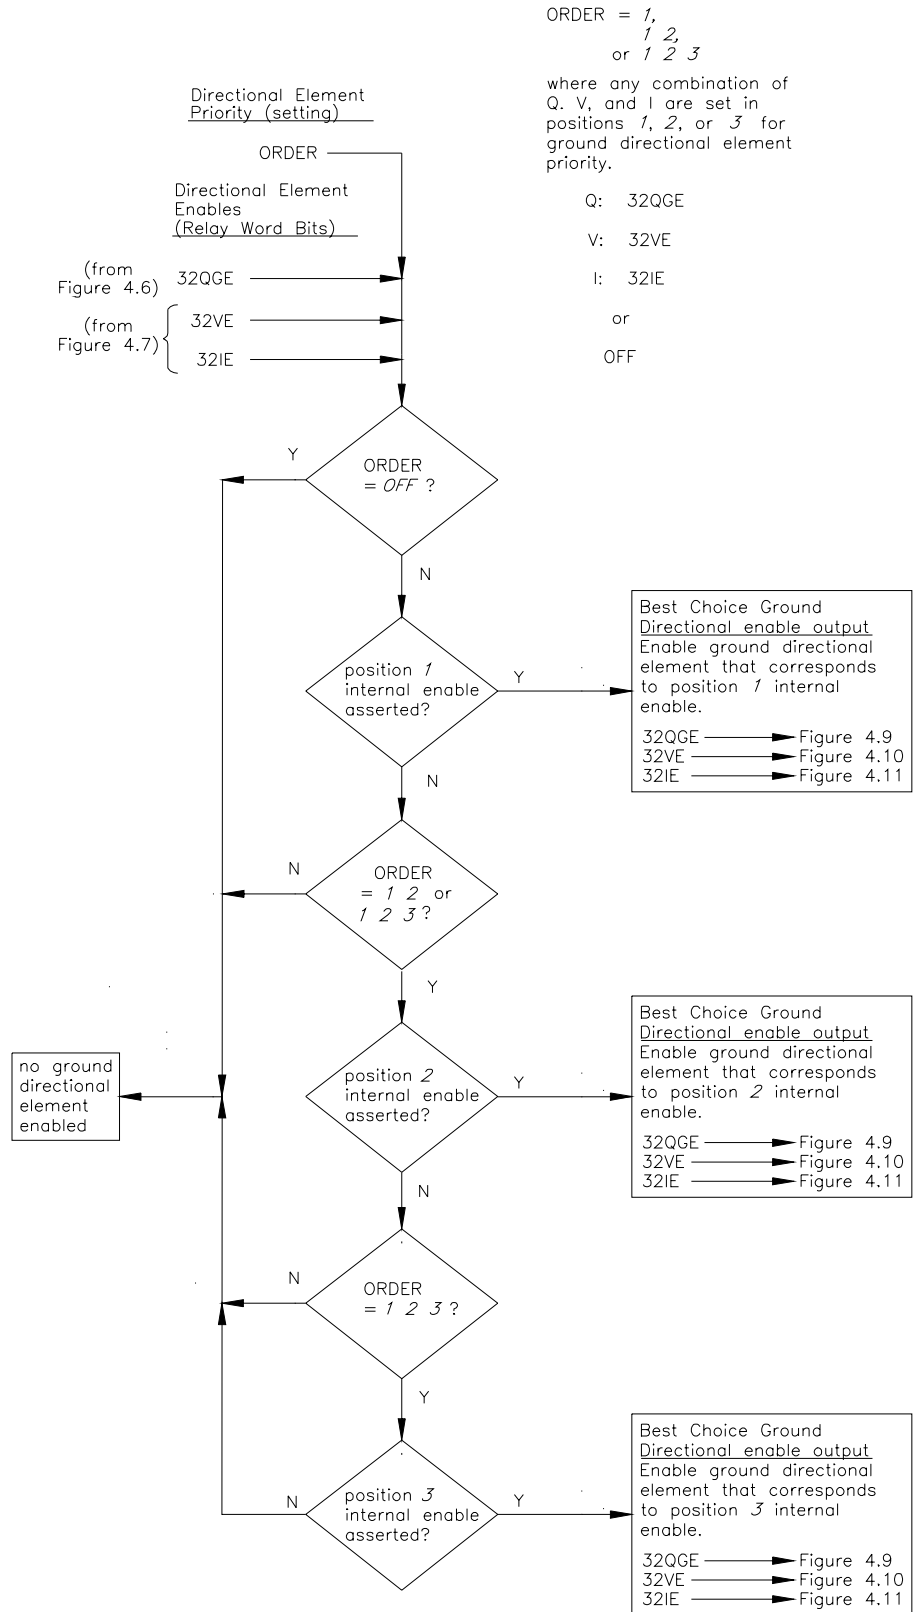 ORDER = 1,
1 2,
or 1 2 3
where any combination of
Q. V, and I are set in
positions 1, 2, or 3 for
ground directional element
priority.
Q: 32QGE
V: 32VE
I: 32IE
or
OFF
Directional Element
Priority (setting)
ORDER
Directional Element
Enables
(Relay Word Bits)
(from
Figure 4.6)
32QGE
(from
Figure 4.7)
32VE
32IE
ORDER
= OFF ?
Y
N
position 1
internal enable
asserted?
Y
N
Best Choice Ground
Directional enable output
Enable ground directional
element that corresponds
to position 1 internal
enable.
32QGE Figure 4.9
32VE Figure 4.10
32IE Figure 4.11
ORDER
= 1 2 or
1 2 3?
N
Y
no ground
directional
element
enabled
position 2
internal enable
asserted?
Y
N
Best Choice Ground
Directional enable output
Enable ground directional
element that corresponds
to position 2 internal
enable.
32QGE Figure 4.9
32VE Figure 4.10
32IE Figure 4.11
ORDER
= 1 2 3?
N
Y
position 3
internal enable
asserted?
N
Y
Best Choice Ground
Directional enable output
Enable ground directional
element that corresponds
to position 3 internal
enable.
32QGE Figure 4.9
32VE Figure 4.10
32IE Figure 4.11